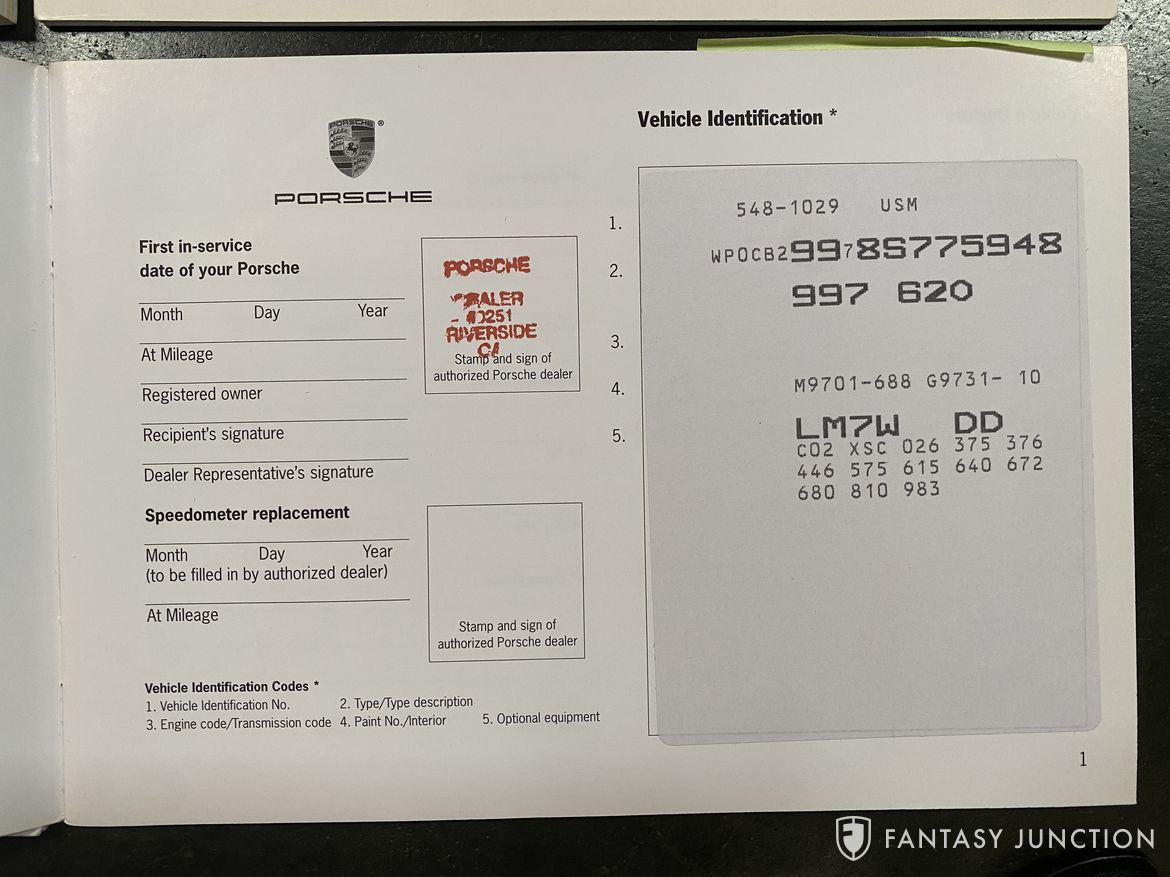 PORSCHE
®
PORSCHE
First in-service
date of your Porsche
Month Day Year
At Mileage
Registered owner
Recipient's signature
Dealer Representative's signature
PORSCHE
DEALER
RIVERSIDE
CA
Stamp and sign of
authorized Porsche dealer
Speedometer replacement
Month Day Year
(to be filled in by authorized dealer)
At Mileage
Stamp and sign of
authorized Porsche dealer
Vehicle Identification Codes *
1. Vehicle Identification No. 2. Type/Type description
3. Engine code/Transmission code 4. Paint No./Interior 5. Optional equipment
Vehicle Identification *
1.
2.
3.
4.
5.
548-1029 USM
WP0CB29978S775948
997 620
M9701-688 G9731- 10
LM7W DD
C02 XSC 026 375 376
446 575 615 640 672
680 810 983
1
FANTASY JUNCTION